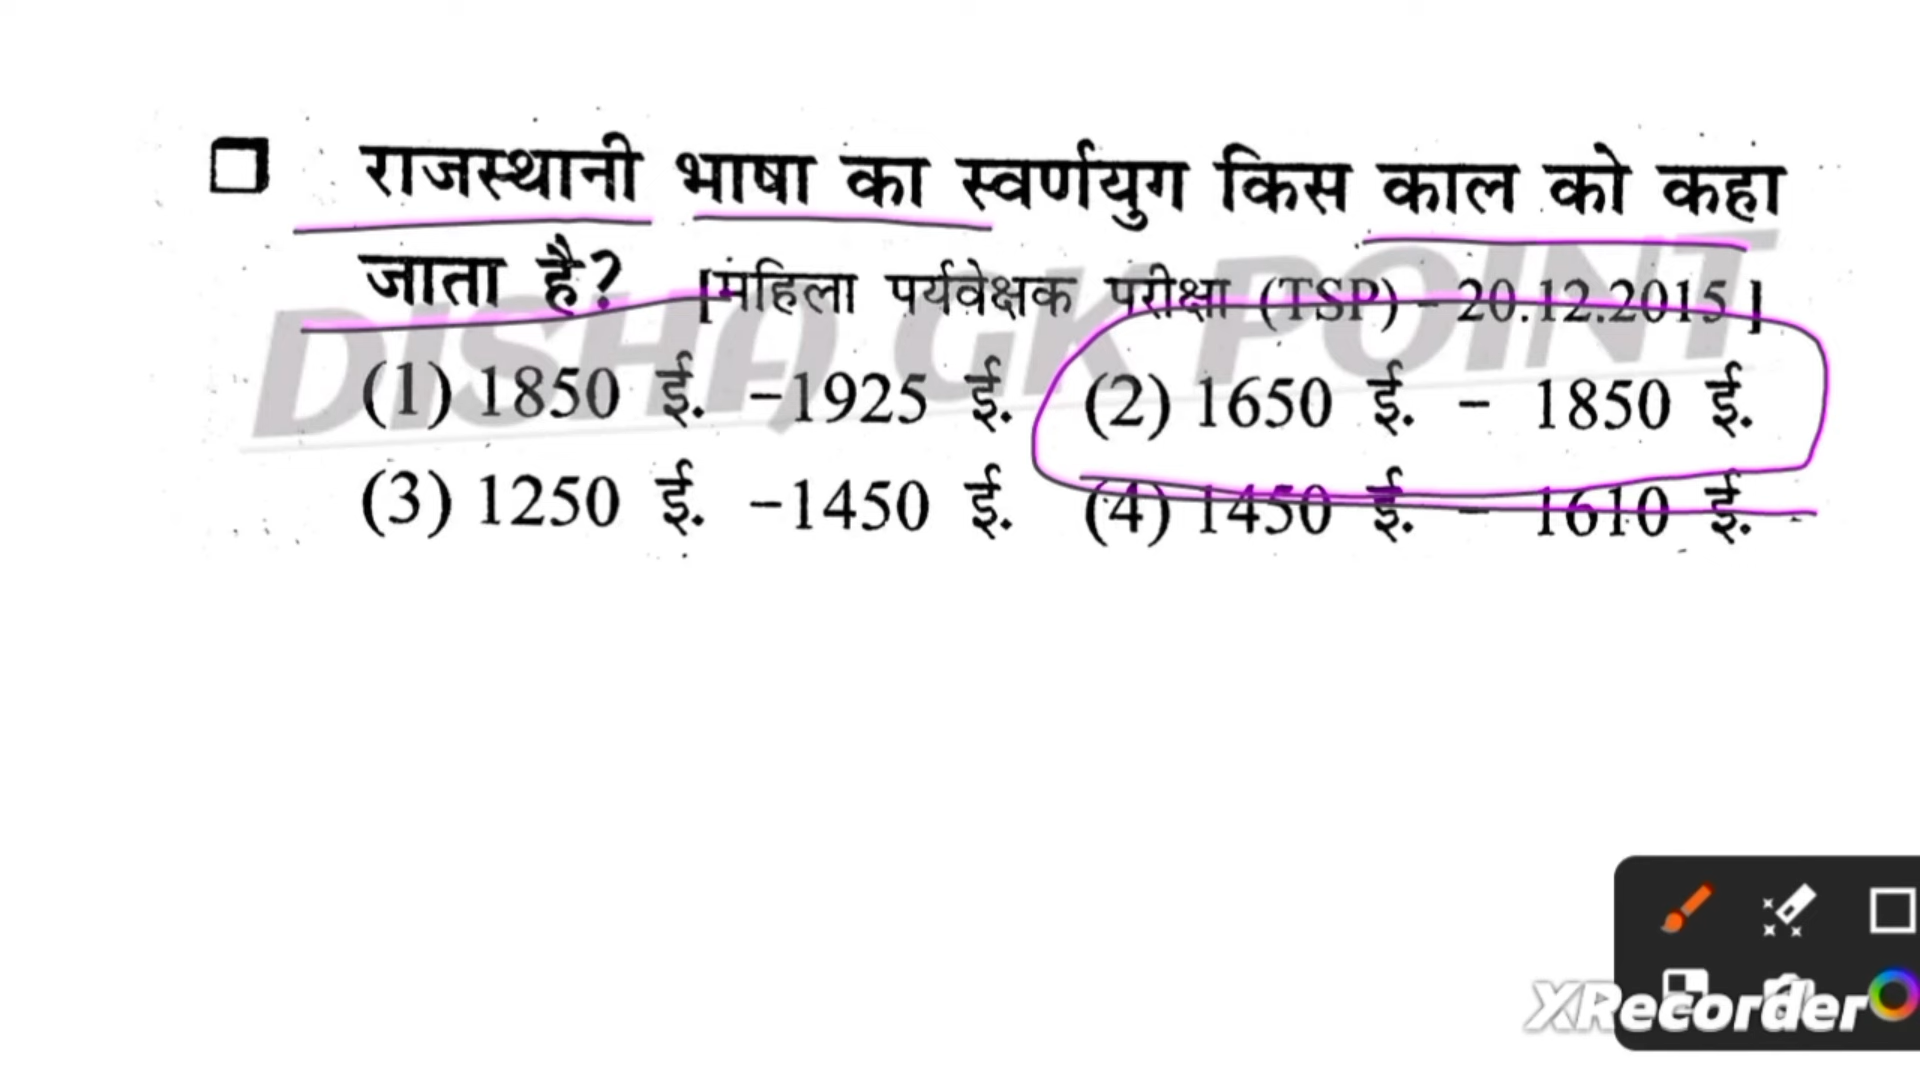 राजस्थानी भाषा का स्वर्णयुग किस काल को कहा
जाता है? [महिला पर्यवेक्षक परीक्षा (TSP) - 20.12.2015]
(1) 1850 ई. -1925 ई. (2) 1650 ई. - 1850 ई.
(3) 1250 ई. -1450 ई. (4) 1450 ई. - 1610 ई.
DISHA GK POINT
XRecorder